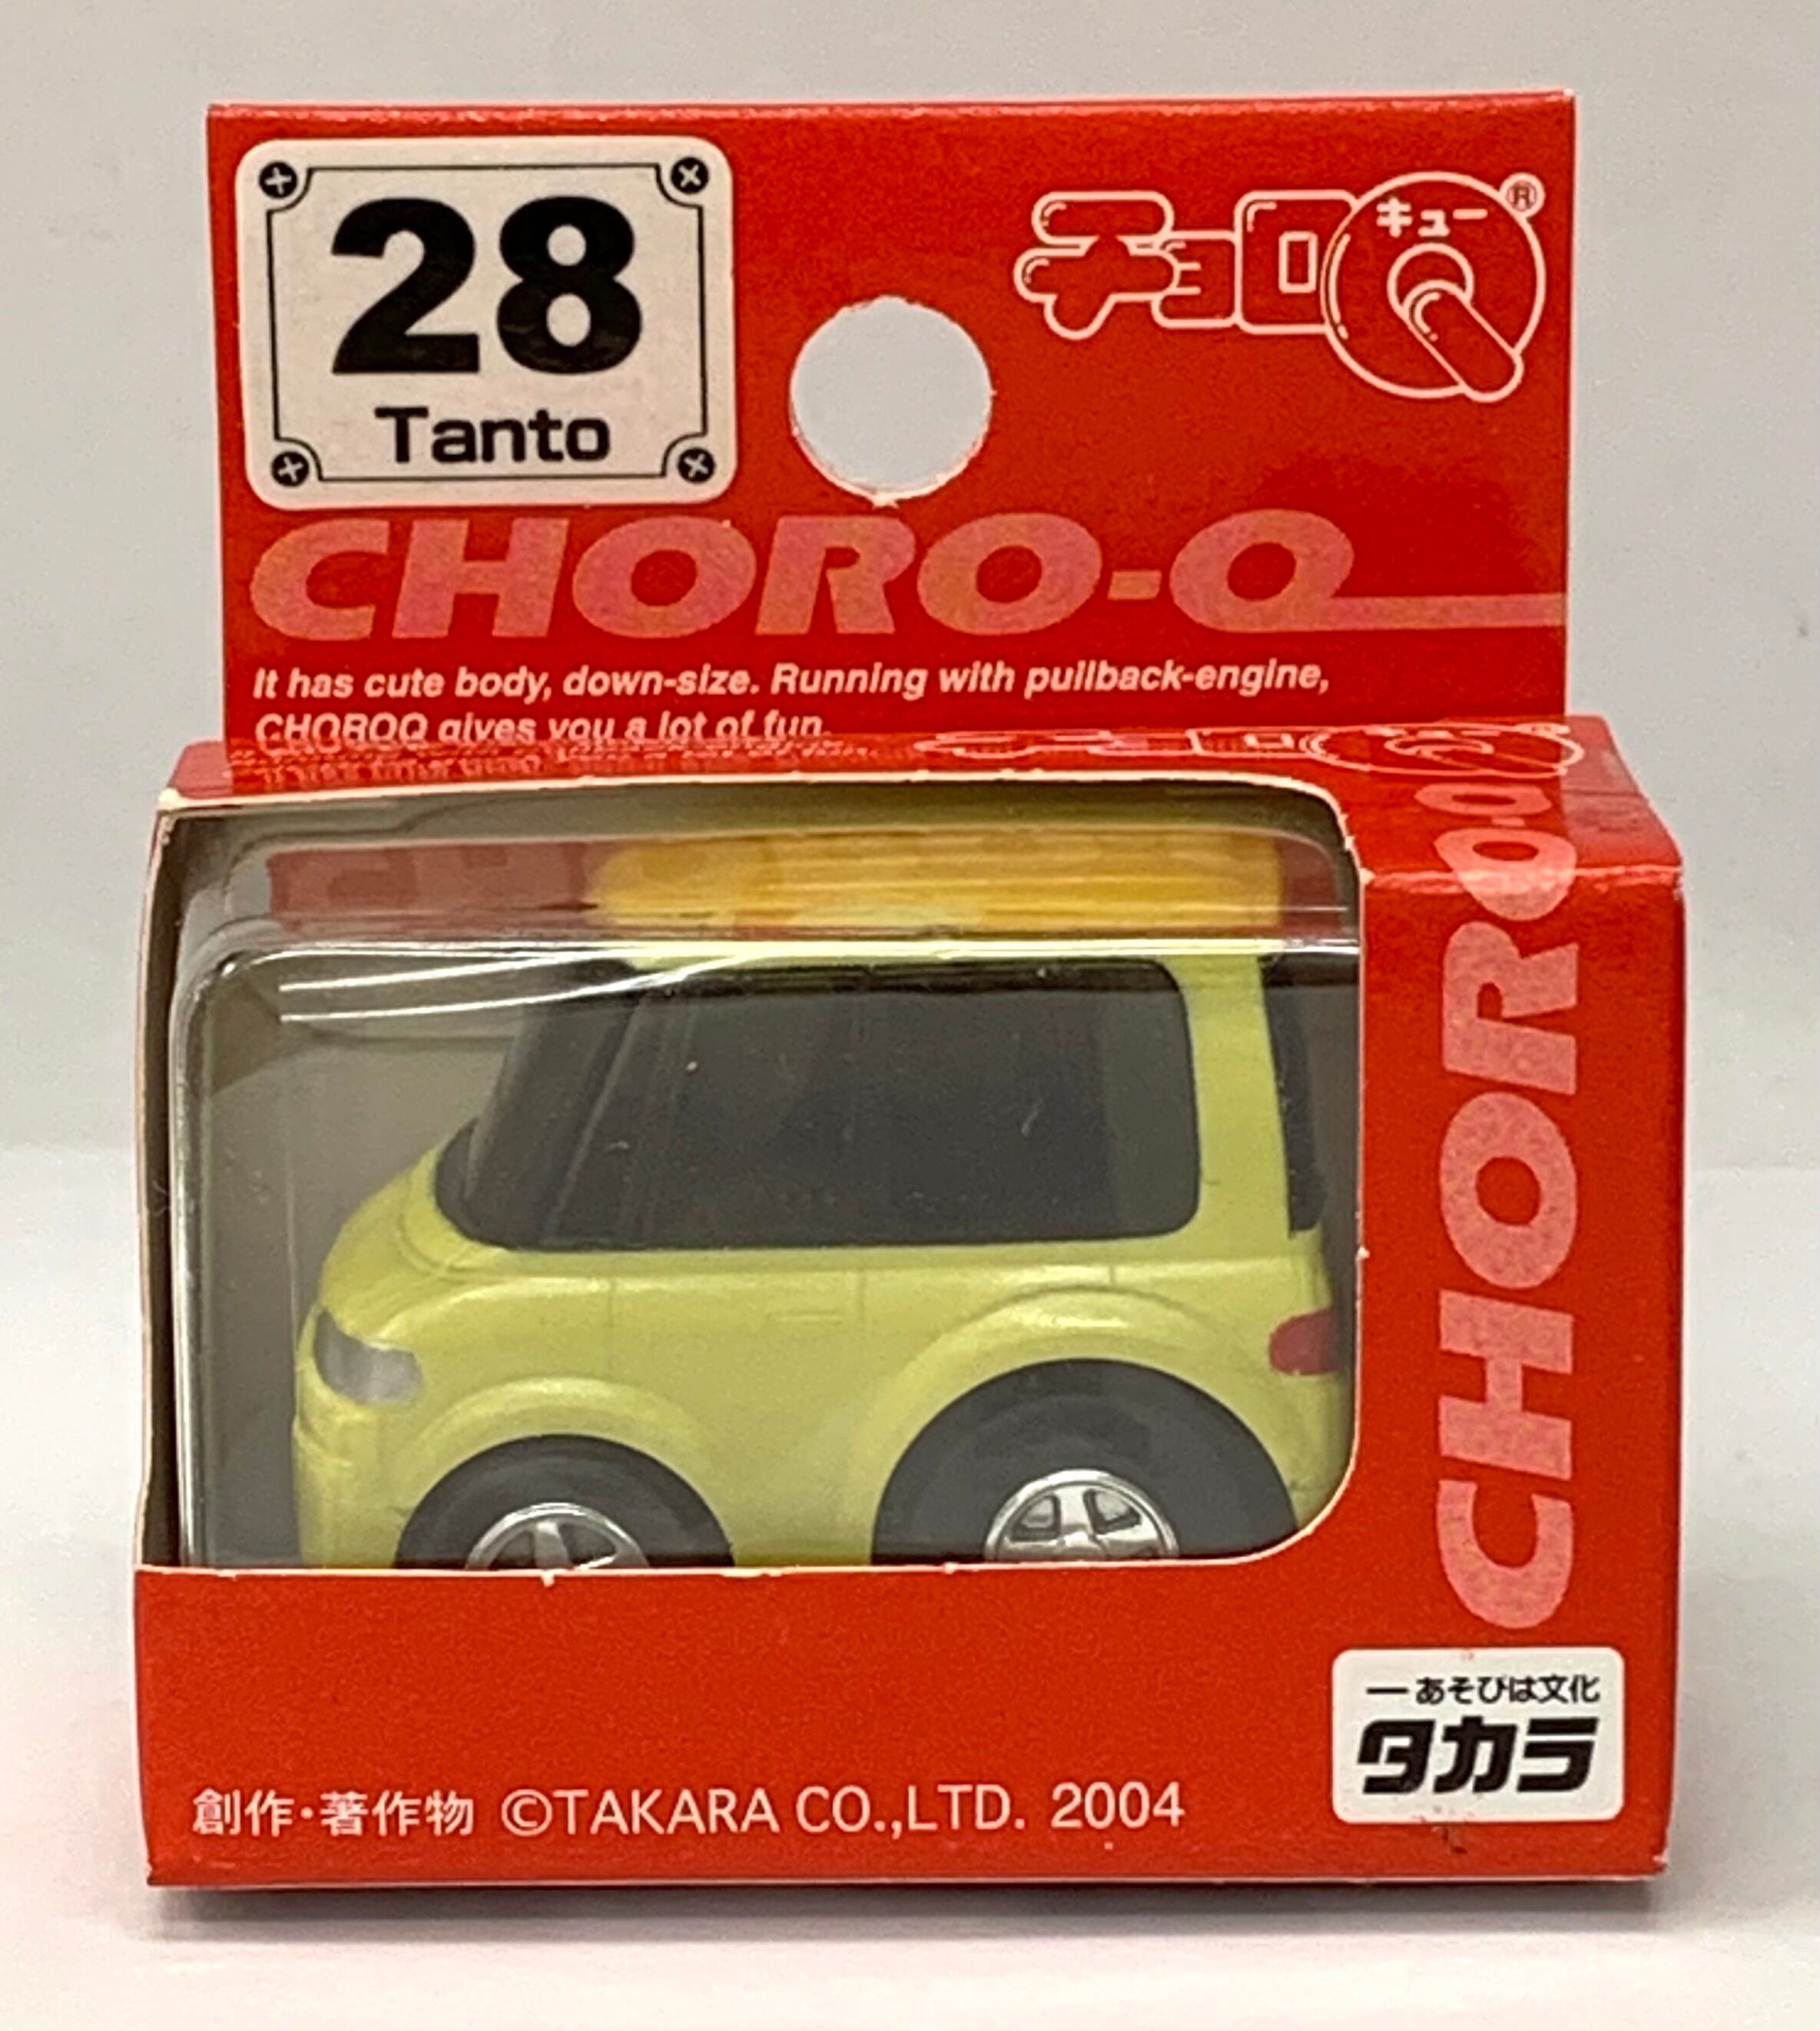 28
Tanto
チョロQ
キュー
®
CHORO-Q
It has cute body, down-size. Running with pullback-engine,
CHOROQ gives you a lot of fun.
CHORO-Q
一あそびは文化
タカラ
創作・著作物 ©TAKARA CO.,LTD. 2004